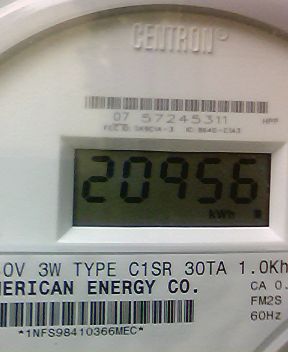 CENTRON®
07 57245311
20956
kWh
0V 3W TYPE C1SR 30TA 1.0Kh
MERICAN ENERGY CO.
CA 0.
FM2S
60Hz
*1NFS98410366MEC*